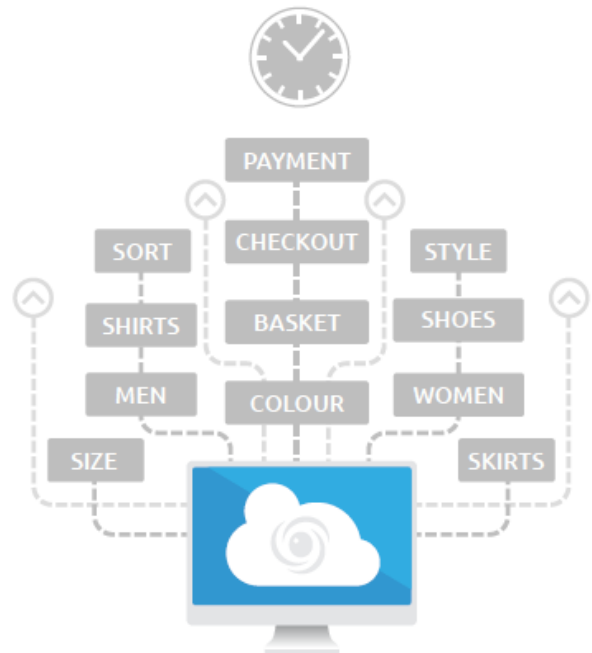 PAYMENT
SORT
CHECKOUT
STYLE
SHIRTS
BASKET
SHOES
MEN
COLOUR
WOMEN
SIZE
SKIRTS